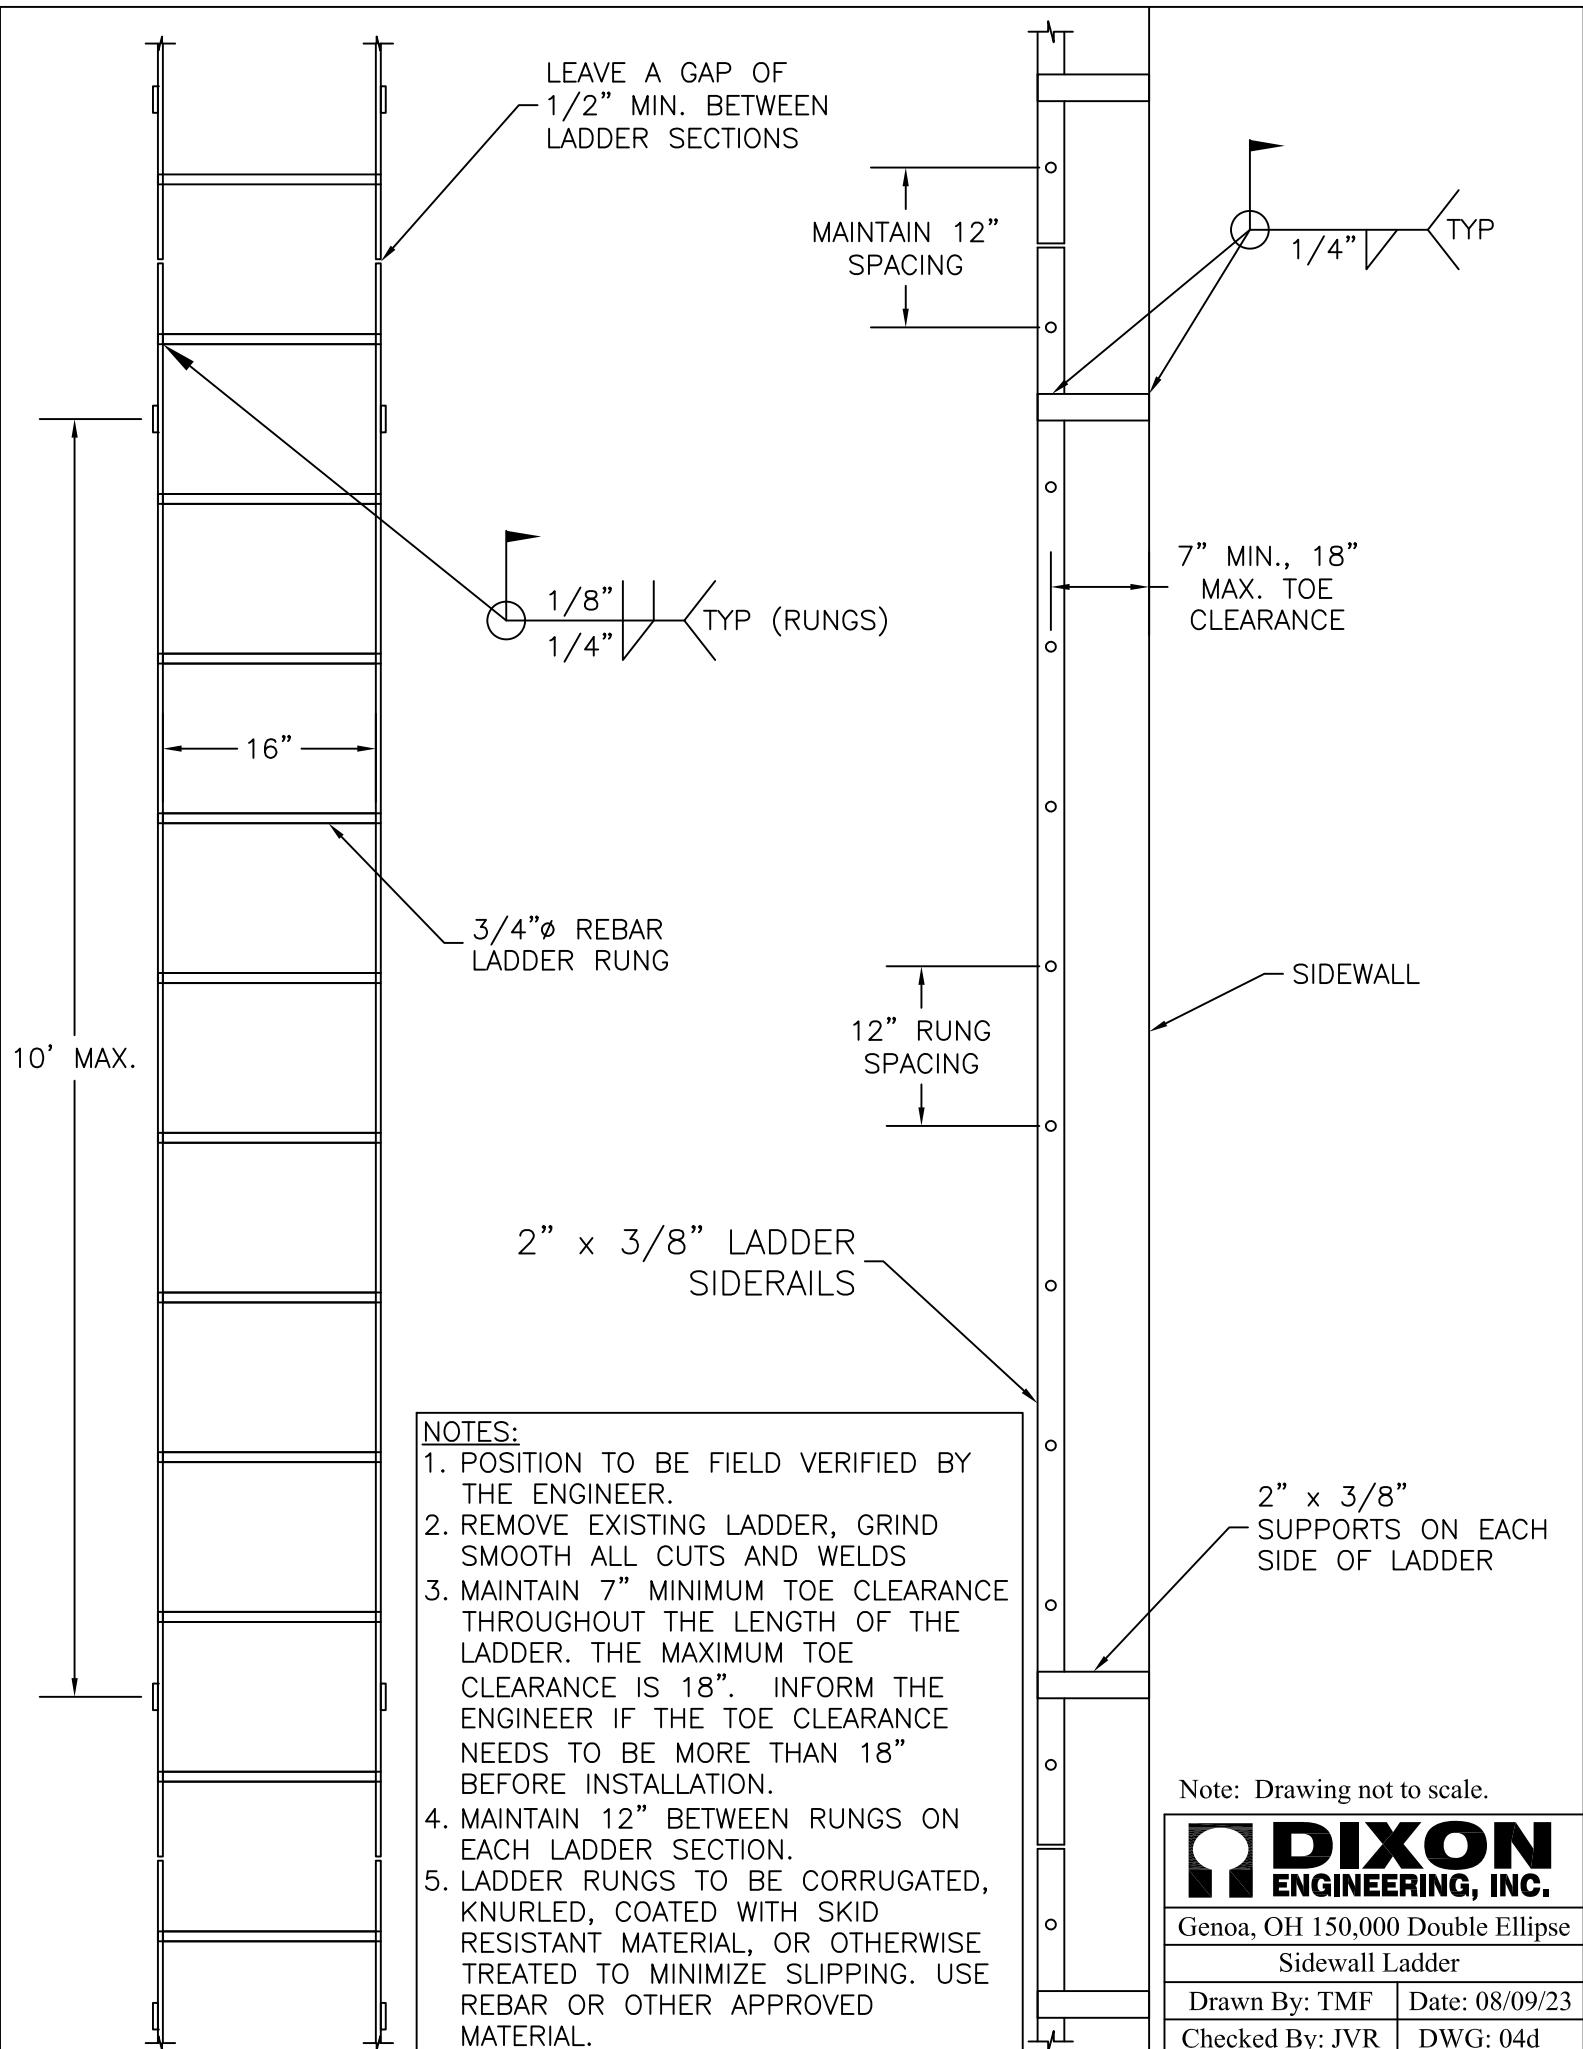 LEAVE A GAP OF
1/2” MIN. BETWEEN
LADDER SECTIONS
MAINTAIN 12”
SPACING
1/4”
TYP
1/8”
1/4”
TYP (RUNGS)
7” MIN., 18”
MAX. TOE
CLEARANCE
16”
3/4”ø REBAR
LADDER RUNG
10’ MAX.
12” RUNG
SPACING
SIDEWALL
2” x 3/8” LADDER
SIDERAILS
2” x 3/8”
SUPPORTS ON EACH
SIDE OF LADDER
NOTES:
1. POSITION TO BE FIELD VERIFIED BY
THE ENGINEER.
2. REMOVE EXISTING LADDER, GRIND
SMOOTH ALL CUTS AND WELDS
3. MAINTAIN 7” MINIMUM TOE CLEARANCE
THROUGHOUT THE LENGTH OF THE
LADDER. THE MAXIMUM TOE
CLEARANCE IS 18”. INFORM THE
ENGINEER IF THE TOE CLEARANCE
NEEDS TO BE MORE THAN 18”
BEFORE INSTALLATION.
4. MAINTAIN 12” BETWEEN RUNGS ON
EACH LADDER SECTION.
5. LADDER RUNGS TO BE CORRUGATED,
KNURLED, COATED WITH SKID
RESISTANT MATERIAL, OR OTHERWISE
TREATED TO MINIMIZE SLIPPING. USE
REBAR OR OTHER APPROVED
MATERIAL.
Note: Drawing not to scale.
DIXON
ENGINEERING, INC.
Genoa, OH 150,000 Double Ellipse
Sidewall Ladder
Drawn By: TMF
Date: 08/09/23
Checked By: JVR
DWG: 04d